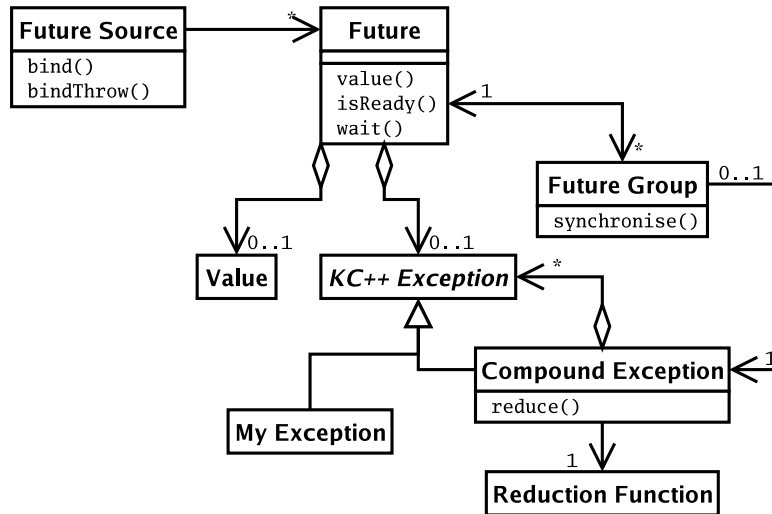 Future Source
bind()
bindThrow()
*
Future
value()
isReady()
wait()
1
*
Future Group
synchronise()
0..1
0..1
Value
0..1
KC++ Exception
*
Compound Exception
reduce()
1
My Exception
1
Reduction Function